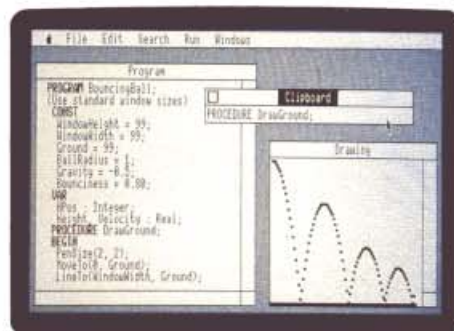 File Edit Search Run Windows
Program
PROGRAM BouncingBall;
(Use standard window sizes)
CONST
WindowHeight = 99;
WindowWidth = 99;
Ground = 99;
BallRadius = 1;
Gravity = -0.5;
Bounciness = 0.80;
VAR
HPos : Integer;
Height, Velocity : Real;
PROCEDURE DrawGround;
BEGIN
PenSize(2, 2);
MoveTo(0, Ground);
LineTo(WindowWidth, Ground);
Clipboard
PROCEDURE DrawGround;
Drawing